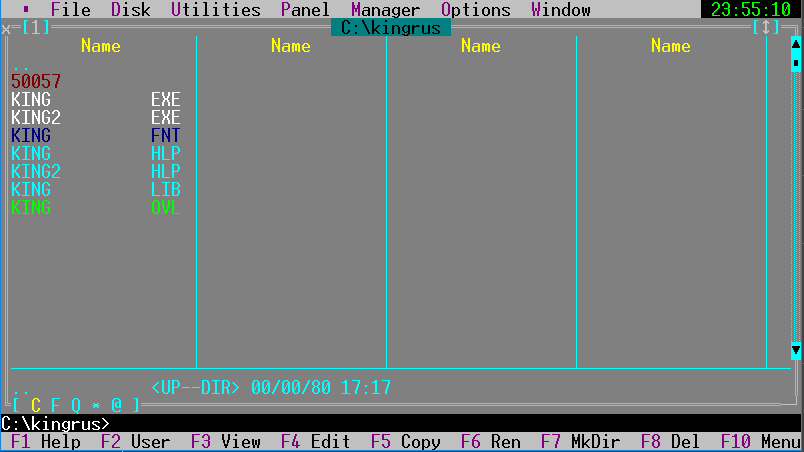 ▪ File Disk Utilities Panel Manager Options Window 23:55:10
x [1] C:\kingrus [↕]
Name Name Name Name
..
50057
KING EXE
KING2 EXE
KING FNT
KING HLP
KING2 HLP
KING LIB
KING OVL
.. <UP--DIR> 00/00/80 17:17
[ C F Q * @ ]
C:\kingrus>
F1 Help F2 User F3 View F4 Edit F5 Copy F6 Ren F7 MkDir F8 Del F10 Menu